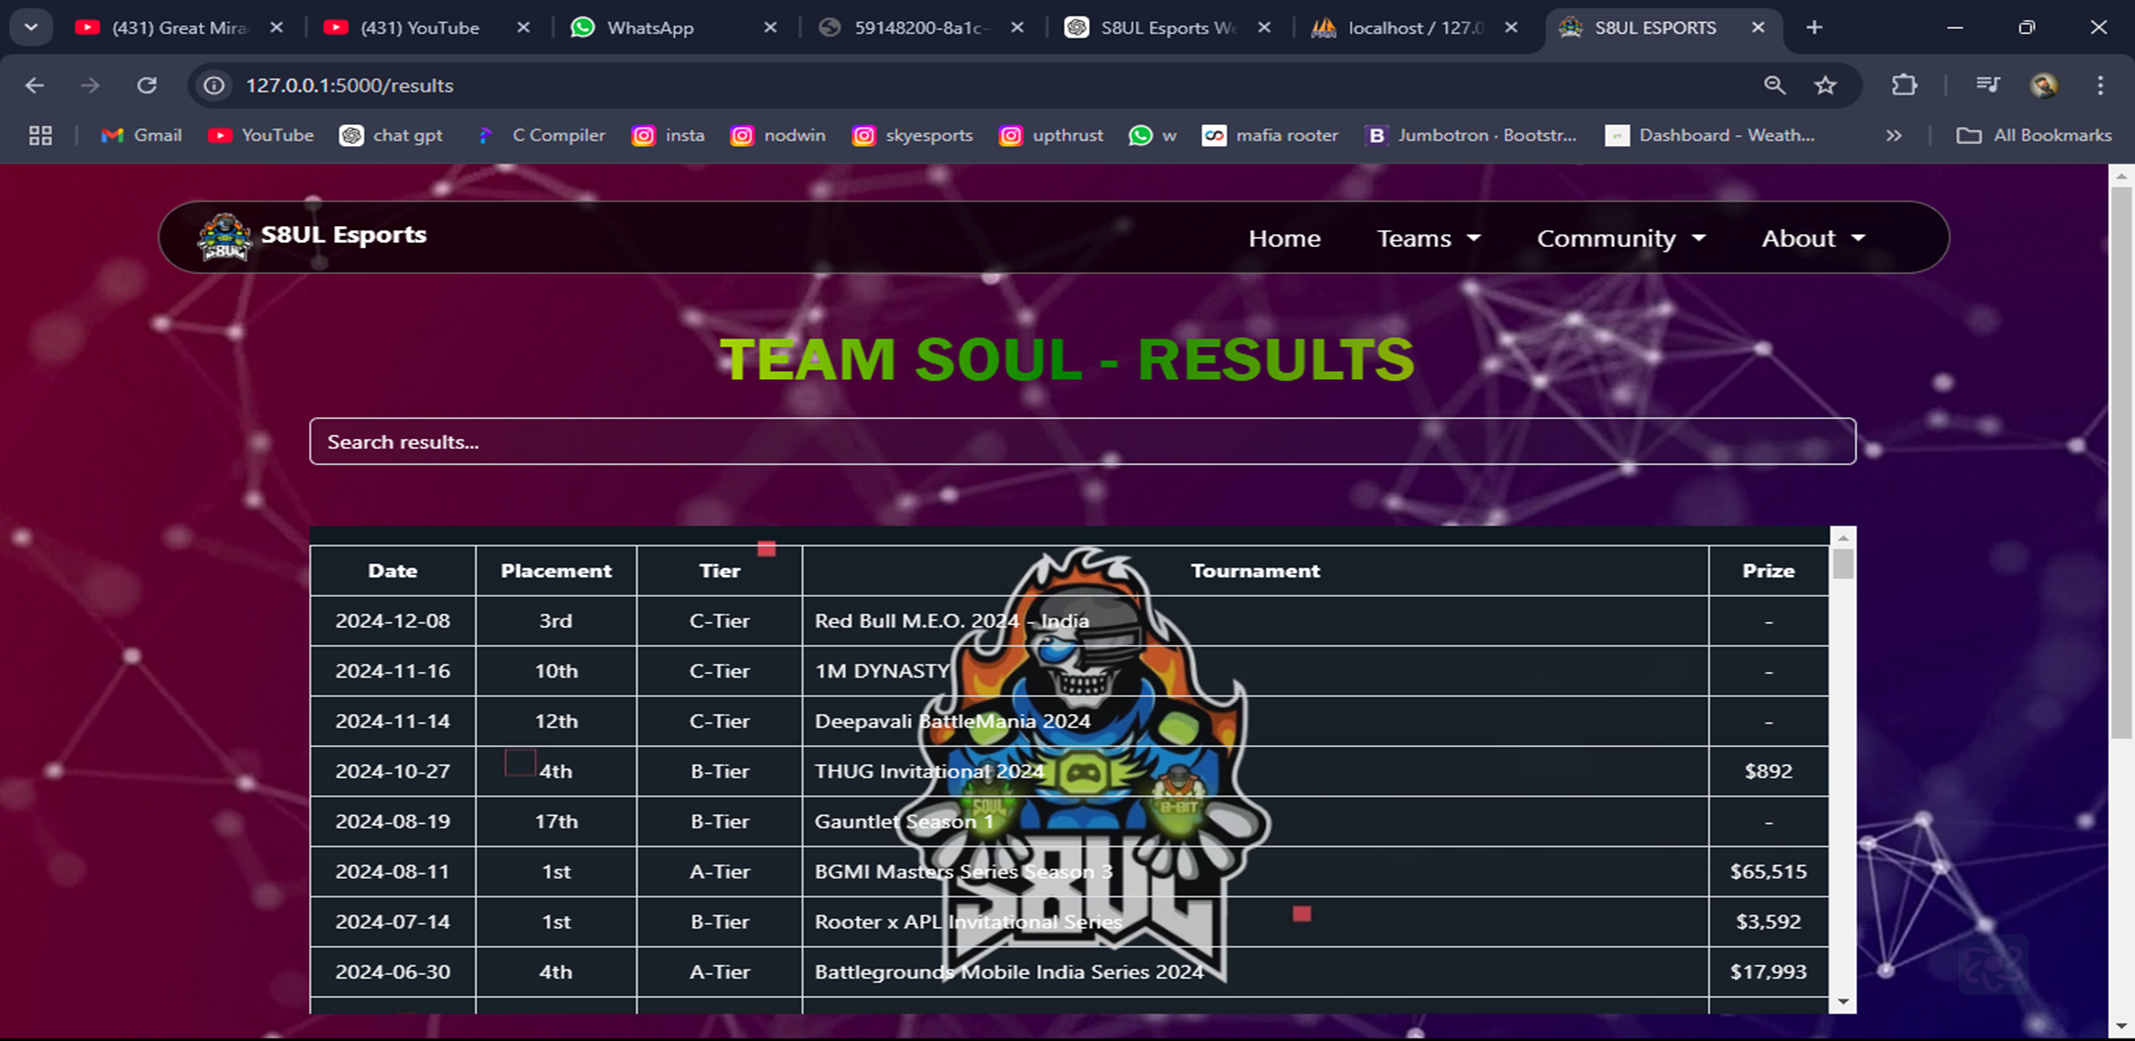 (431) Great Mira
(431) YouTube
WhatsApp
59148200-8a1c-
S8UL Esports We
localhost / 127.0
S8UL ESPORTS
127.0.0.1:5000/results
Gmail
YouTube
chat gpt
C Compiler
insta
nodwin
skyesports
upthrust
w
mafia rooter
B
Jumbotron · Bootstr...
Dashboard - Weath...
»
All Bookmarks
S8UL
S8UL Esports
Home
Teams
Community
About
TEAM SOUL - RESULTS
Search results...
Date Placement Tier Tournament Prize
2024-12-08 3rd C-Tier Red Bull M.E.O. 2024 - India -
2024-11-16 10th C-Tier 1M DYNASTY -
2024-11-14 12th C-Tier Deepavali BattleMania 2024 -
2024-10-27 4th B-Tier THUG Invitational 2024 $892
2024-08-19 17th B-Tier Gauntlet Season 1 -
2024-08-11 1st A-Tier BGMI Masters Series Season 3 $65,515
2024-07-14 1st B-Tier Rooter x APL Invitational Series $3,592
2024-06-30 4th A-Tier Battlegrounds Mobile India Series 2024 $17,993
SOUL
8-BIT
S8UL